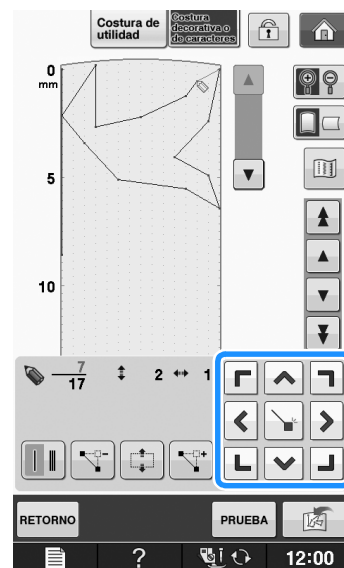 Costura de
utilidad
Costura
decorativa o
de caracteres
0
mm
5
10
7
17
2
1
RETORNO
PRUEBA
?
12:00